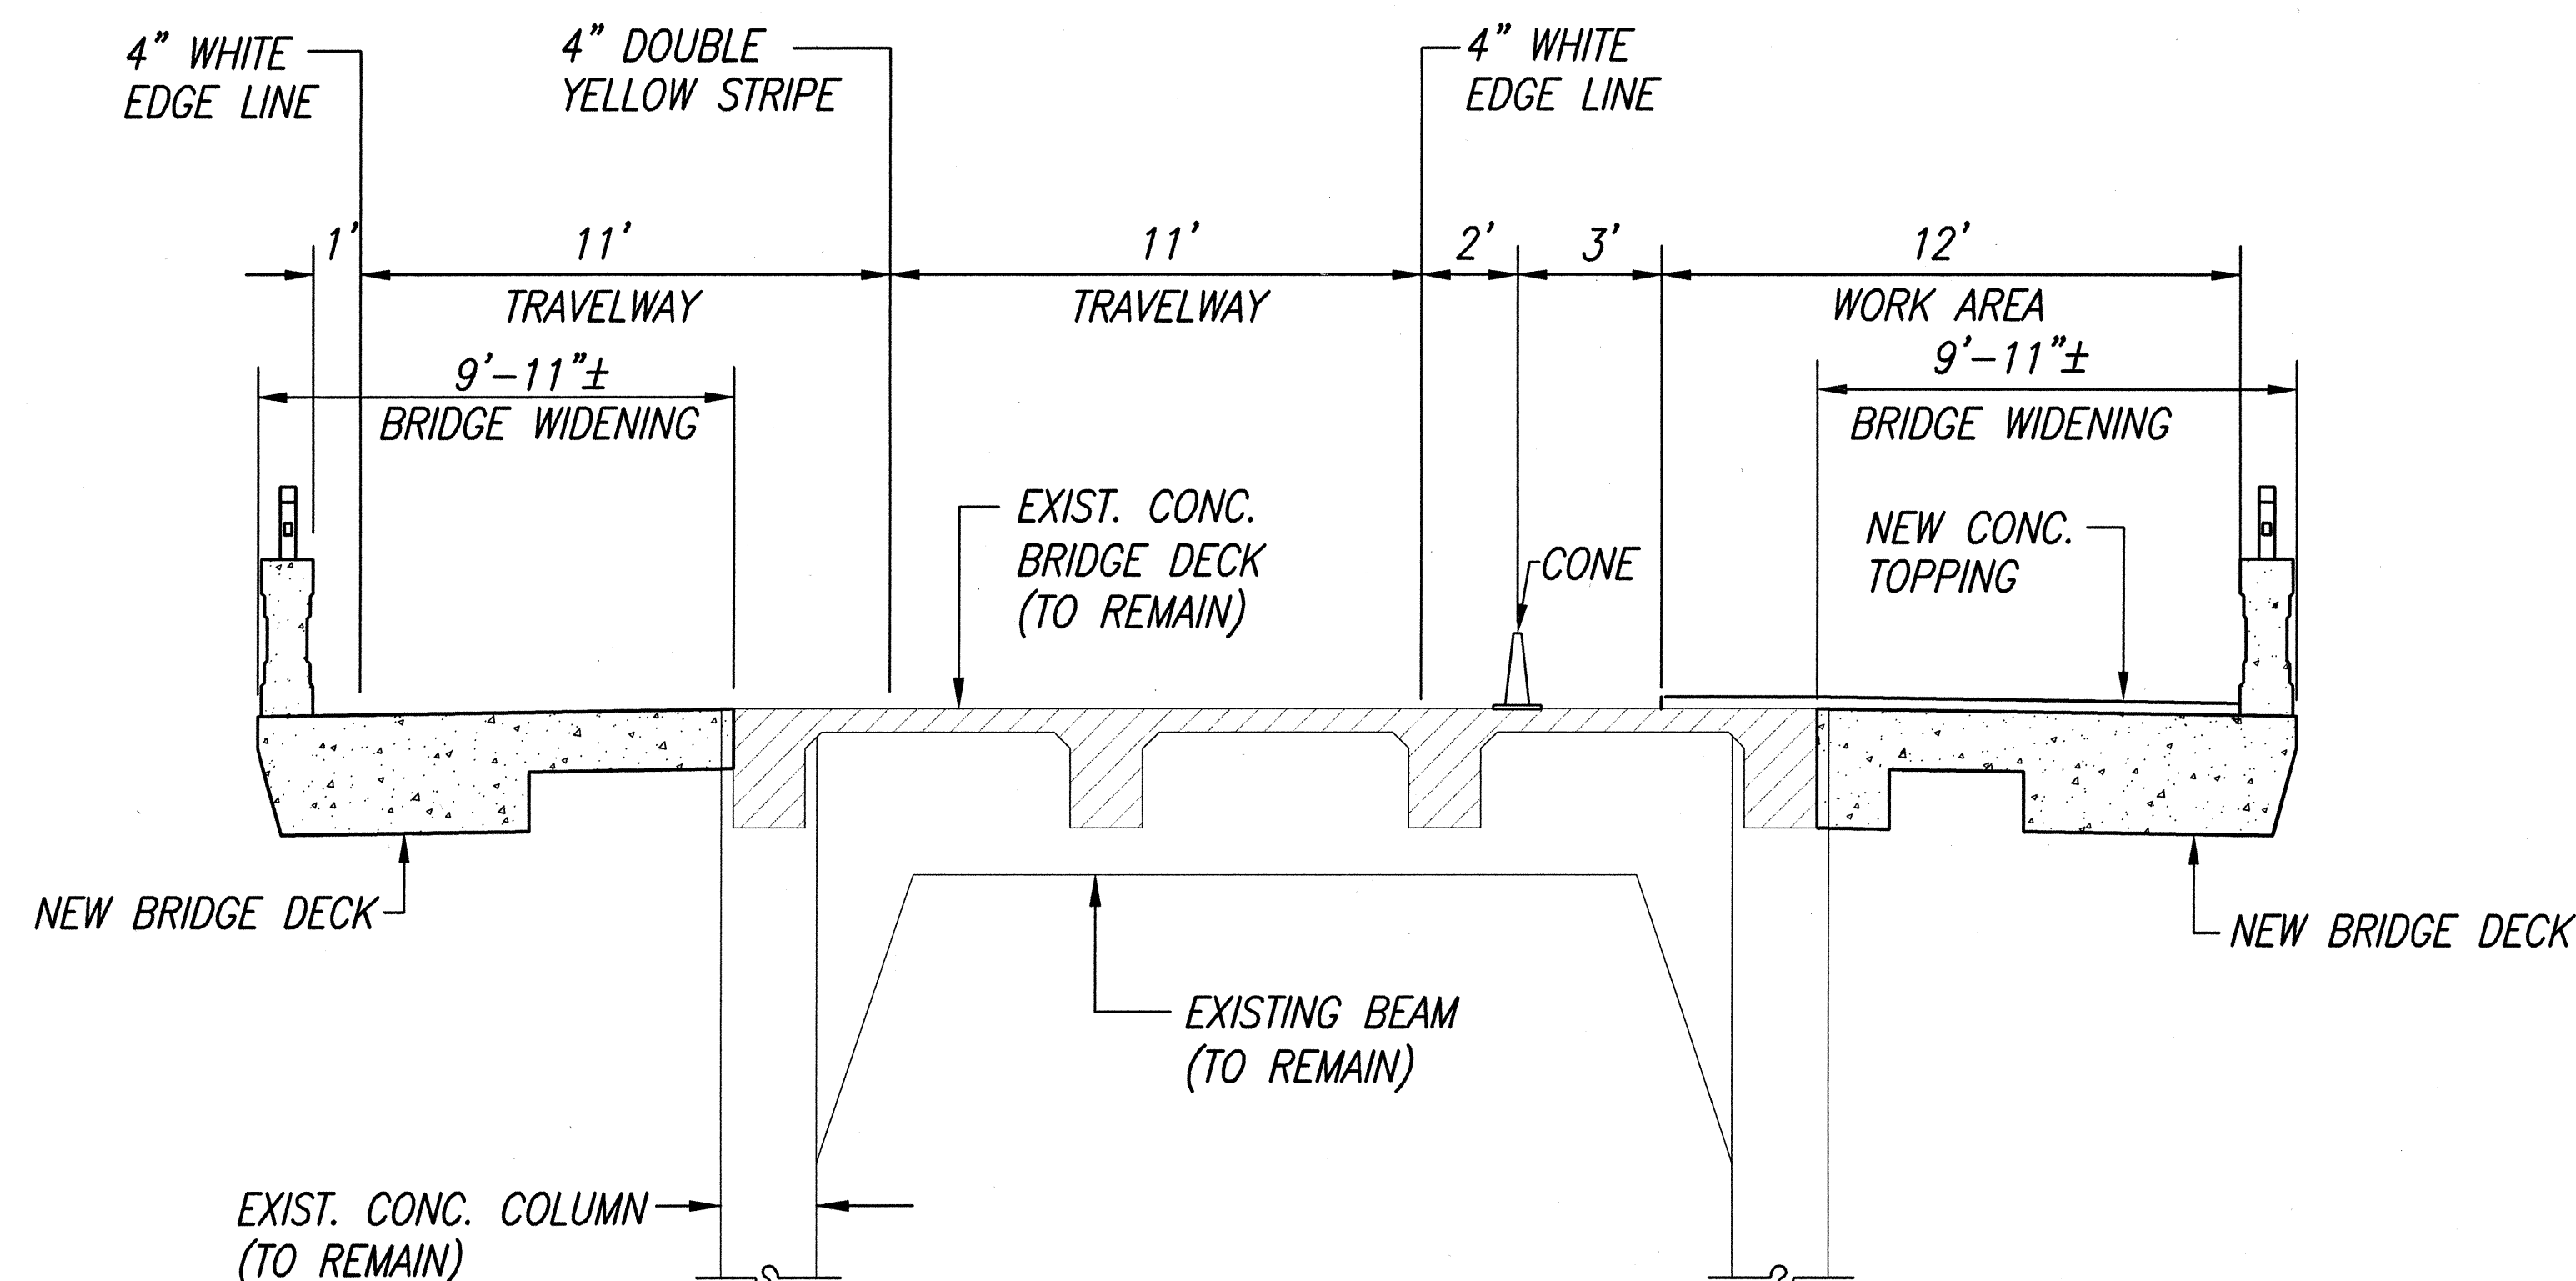 4" WHITE
EDGE LINE
4" DOUBLE
YELLOW STRIPE
4" WHITE
EDGE LINE
1'
11'
11'
2'
3'
12'
TRAVELWAY
TRAVELWAY
WORK AREA
9'-11"±
BRIDGE WIDENING
9'-11"±
BRIDGE WIDENING
EXIST. CONC.
BRIDGE DECK
(TO REMAIN)
CONE
NEW CONC.
TOPPING
NEW BRIDGE DECK
NEW BRIDGE DECK
EXISTING BEAM
(TO REMAIN)
EXIST. CONC. COLUMN
(TO REMAIN)